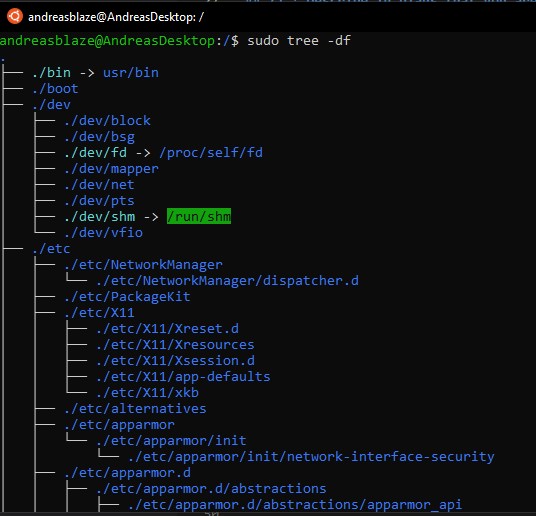 andreasblaze@AndreasDesktop: /
andreasblaze@AndreasDesktop:/$ sudo tree -df
.
├── ./bin -> usr/bin
├── ./boot
├── ./dev
│   ├── ./dev/block
│   ├── ./dev/bsg
│   ├── ./dev/fd -> /proc/self/fd
│   ├── ./dev/mapper
│   ├── ./dev/net
│   ├── ./dev/pts
│   ├── ./dev/shm -> /run/shm
│   └── ./dev/vfio
├── ./etc
│   ├── ./etc/NetworkManager
│   │   └── ./etc/NetworkManager/dispatcher.d
│   ├── ./etc/PackageKit
│   ├── ./etc/X11
│   │   ├── ./etc/X11/Xreset.d
│   │   ├── ./etc/X11/Xresources
│   │   ├── ./etc/X11/Xsession.d
│   │   ├── ./etc/X11/app-defaults
│   │   └── ./etc/X11/xkb
│   ├── ./etc/alternatives
│   ├── ./etc/apparmor
│   │   └── ./etc/apparmor/init
│   │       └── ./etc/apparmor/init/network-interface-security
│   ├── ./etc/apparmor.d
│   │   ├── ./etc/apparmor.d/abstractions
│   │   │   ├── ./etc/apparmor.d/abstractions/apparmor_api